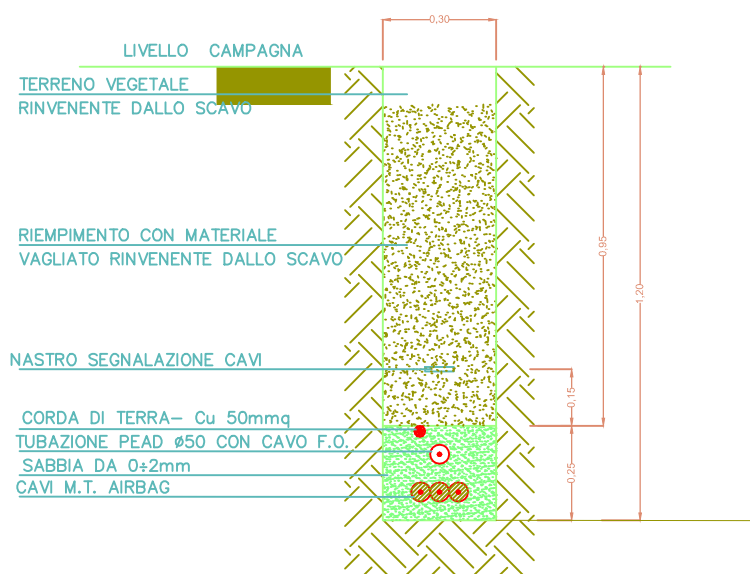 0,30
LIVELLO CAMPAGNA
TERRENO VEGETALE
RINVENENTE DALLO SCAVO
RIEMPIMENTO CON MATERIALE
VAGLIATO RINVENENTE DALLO SCAVO
0,95
1,20
NASTRO SEGNALAZIONE CAVI
0,15
CORDA DI TERRA– Cu 50mmq
TUBAZIONE PEAD ø50 CON CAVO F.O.
SABBIA DA 0÷2mm
0,25
CAVI M.T. AIRBAG